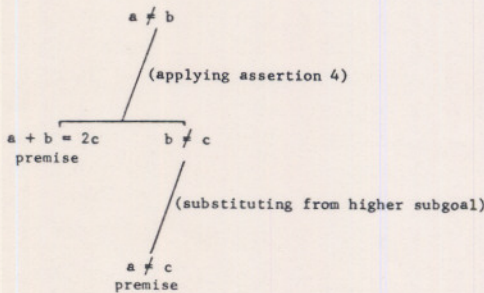 a ≠ b
(applying assertion 4)
a + b = 2c b ≠ c
premise
(substituting from higher subgoal)
a ≠ c
premise